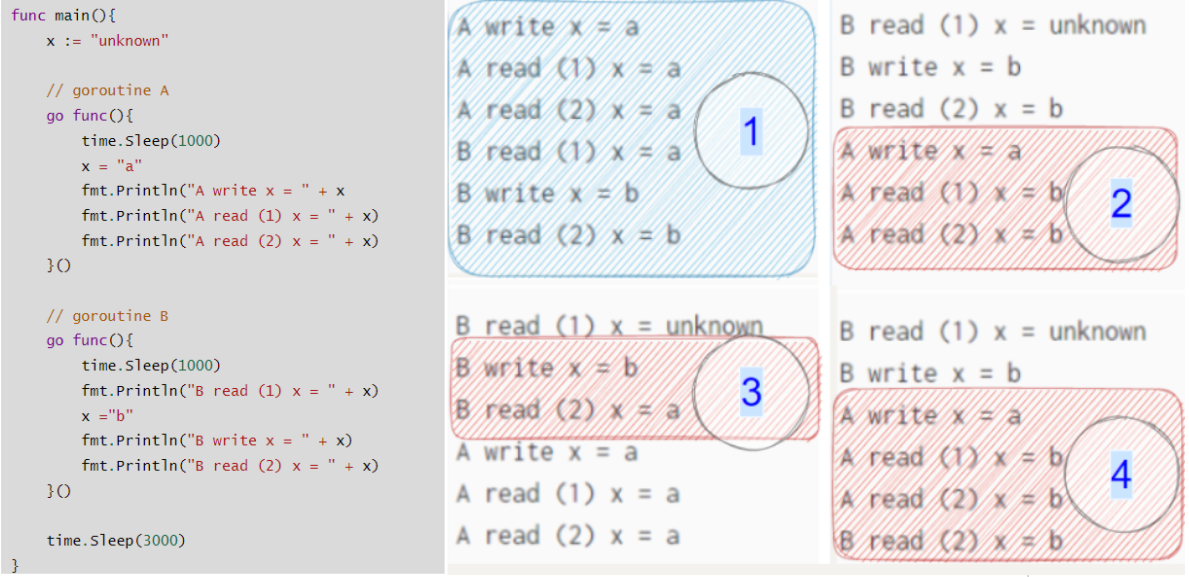 func main(){
x := "unknown"
// goroutine A
go func(){
time.Sleep(1000)
x = "a"
fmt.Println("A write x = " + x
fmt.Println("A read (1) x = " + x)
fmt.Println("A read (2) x = " + x)
}()
// goroutine B
go func(){
time.Sleep(1000)
fmt.Println("B read (1) x = " + x)
x ="b"
fmt.Println("B write x = " + x)
fmt.Println("B read (2) x = " + x)
}()
time.Sleep(3000)
}
A write x = a
A read (1) x = a
A read (2) x = a
B read (1) x = a
B write x = b
B read (2) x = b
1
B read (1) x = unknown
B write x = b
B read (2) x = b
A write x = a
A read (1) x = b
A read (2) x = b
2
B read (1) x = unknown
B write x = b
B read (2) x = a
A write x = a
A read (1) x = a
A read (2) x = a
3
B read (1) x = unknown
B write x = b
A write x = a
A read (1) x = b
A read (2) x = b
B read (2) x = b
4